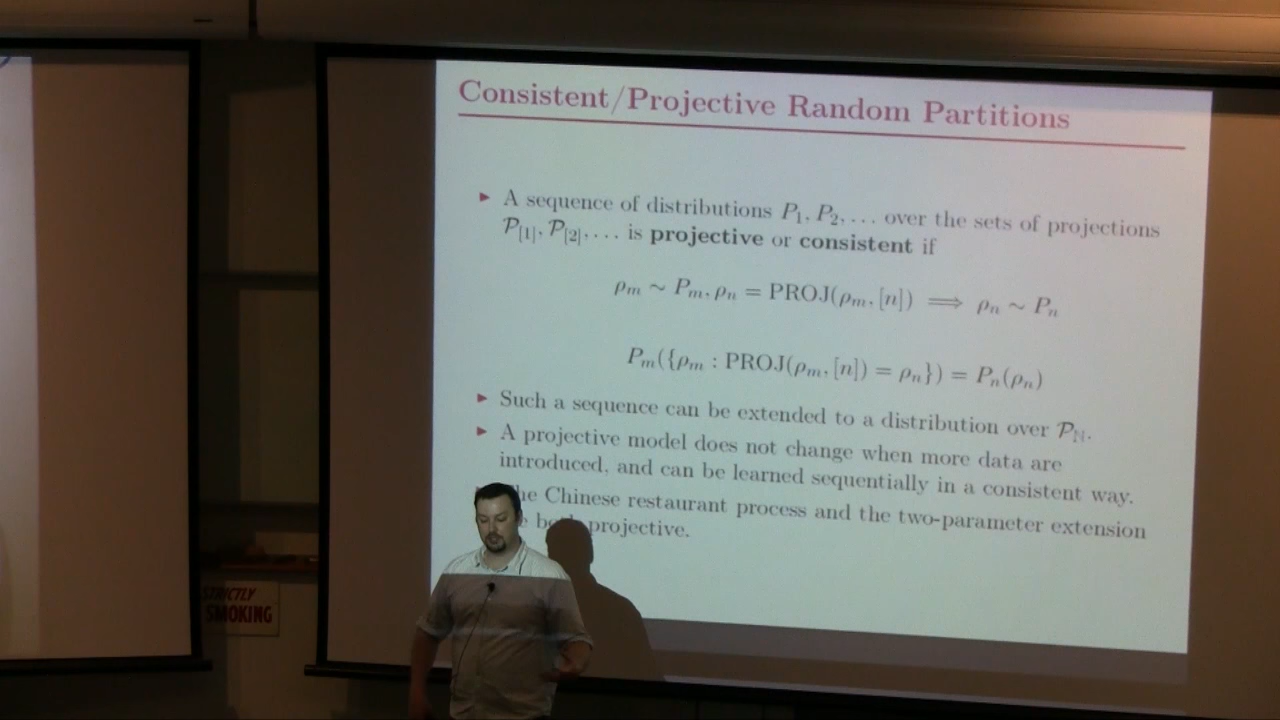 Consistent/Projective Random Partitions
▸ A sequence of distributions P₁, P₂, … over the sets of projections
𝒫[1], 𝒫[2], … is projective or consistent if
ρₘ ∼ Pₘ, ρₙ = PROJ(ρₘ, [n]) ⟹ ρₙ ∼ Pₙ
Pₘ({ρₘ : PROJ(ρₘ, [n]) = ρₙ}) = Pₙ(ρₙ)
▸ Such a sequence can be extended to a distribution over 𝒫ℕ.
▸ A projective model does not change when more data are
introduced, and can be learned sequentially in a consistent way.
he Chinese restaurant process and the two-parameter extension
projective.
STRICTLY
SMOKING